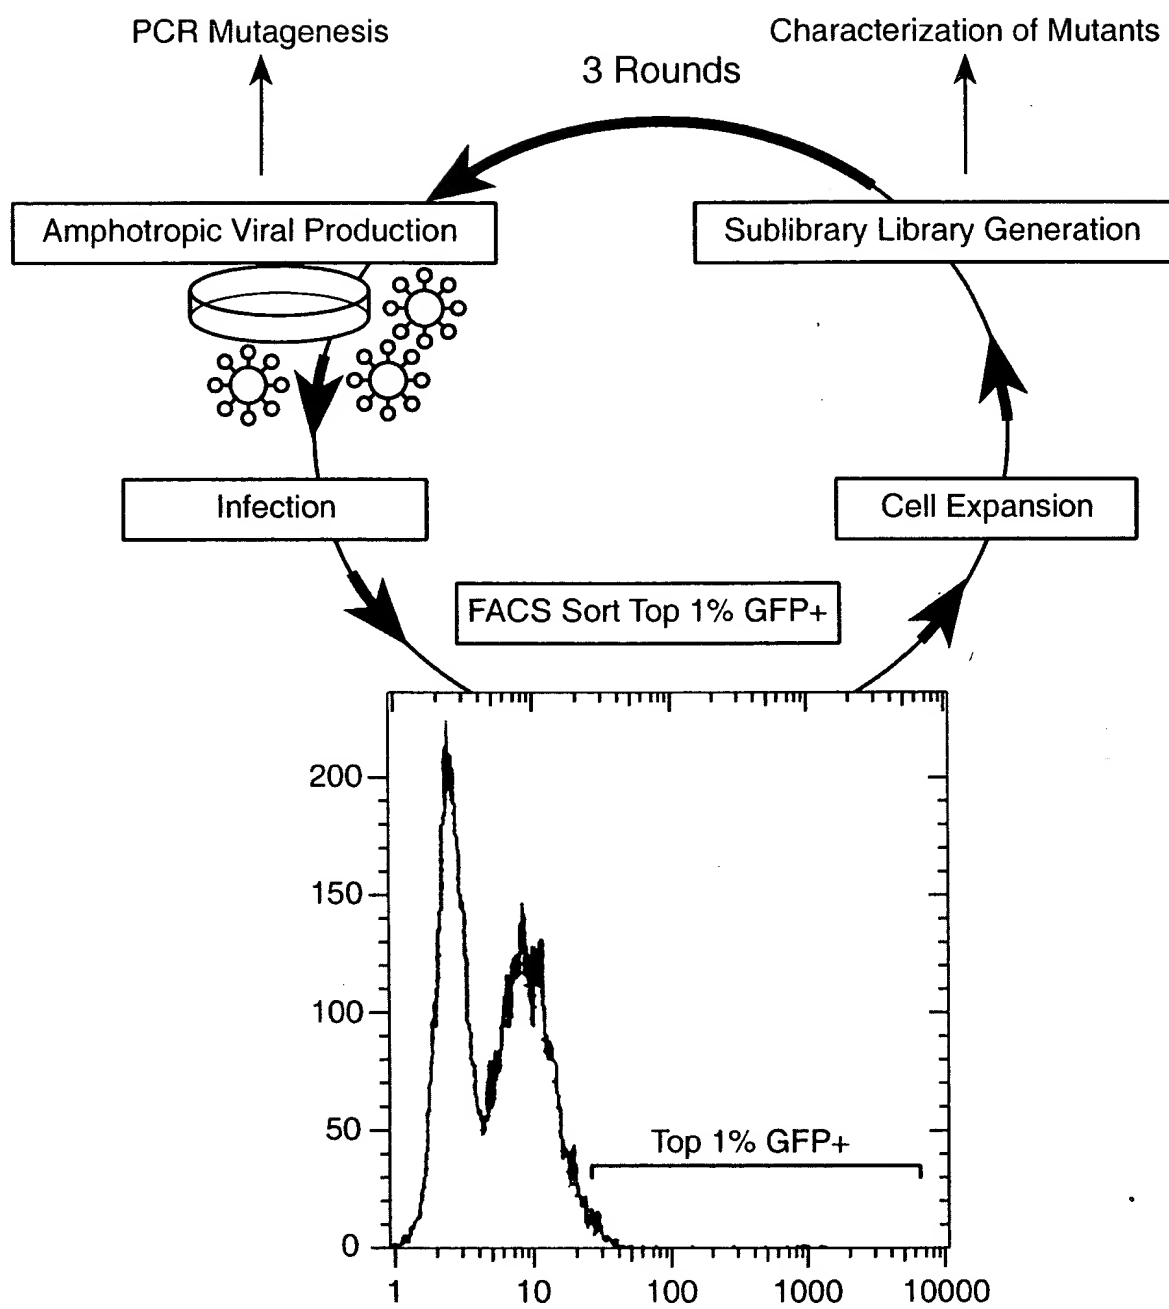 PCR Mutagenesis
Characterization of Mutants
3 Rounds
Amphotropic Viral Production
Sublibrary Library Generation
Infection
Cell Expansion
FACS Sort Top 1% GFP+
200
150
100
50
0
Top 1% GFP+
1
10
100
1000
10000